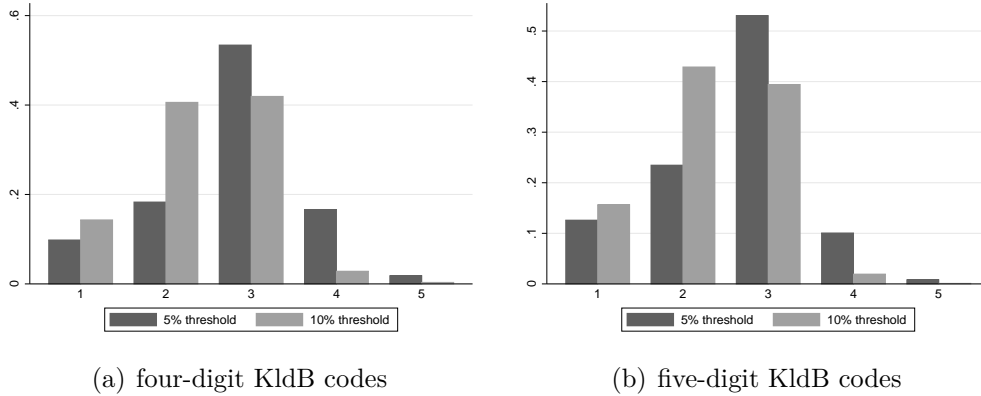 .6
.4
.2
0
1 2 3 4 5
5% threshold 10% threshold
(a) four-digit KldB codes
.5
.4
.3
.2
.1
0
1 2 3 4 5
5% threshold 10% threshold
(b) five-digit KldB codes